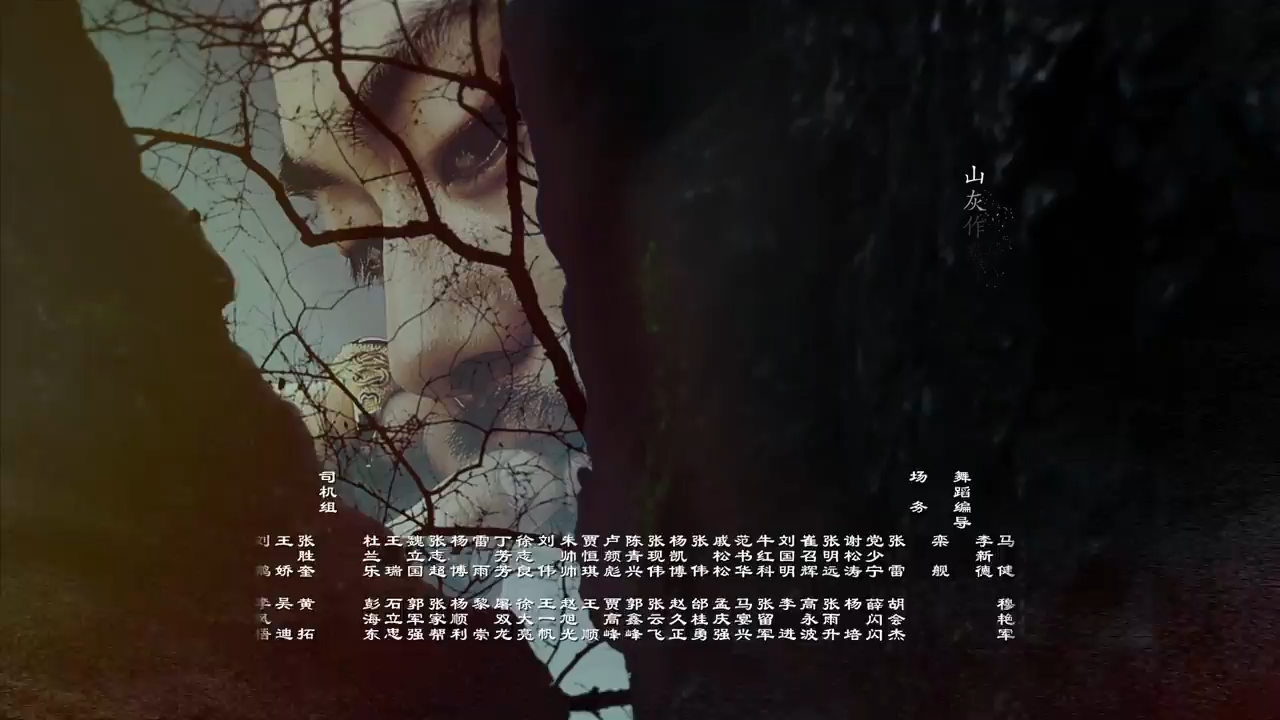 山灰作
舞蹈编导
马健
李新德
穆艳军
场务
栾舰
张雷
党少宁
谢松涛
张明远
崔召辉
刘国明
牛红科
范书华
戚松松
张伟
杨凯博
张现伟
陈青兴
卢颜彪
贾恒琪
朱帅帅
刘伟
徐志良
丁芳芳
雷雨
杨博
张志超
魏立国
王瑞
杜兰乐
胡会杰
薛闪闪
杨培
张雨升
高永波
李进
张留军
马宴兴
孟庆强
邰桂勇
赵久正
张云飞
郭鑫峰
贾高峰
王顺
赵旭光
王一帆
徐大亮
屠双龙
黎崇
杨顺利
张家帮
郭军强
石立忠
彭海东
司机组
张胜奎
王娇
刘鹏
黄拓
吴迪